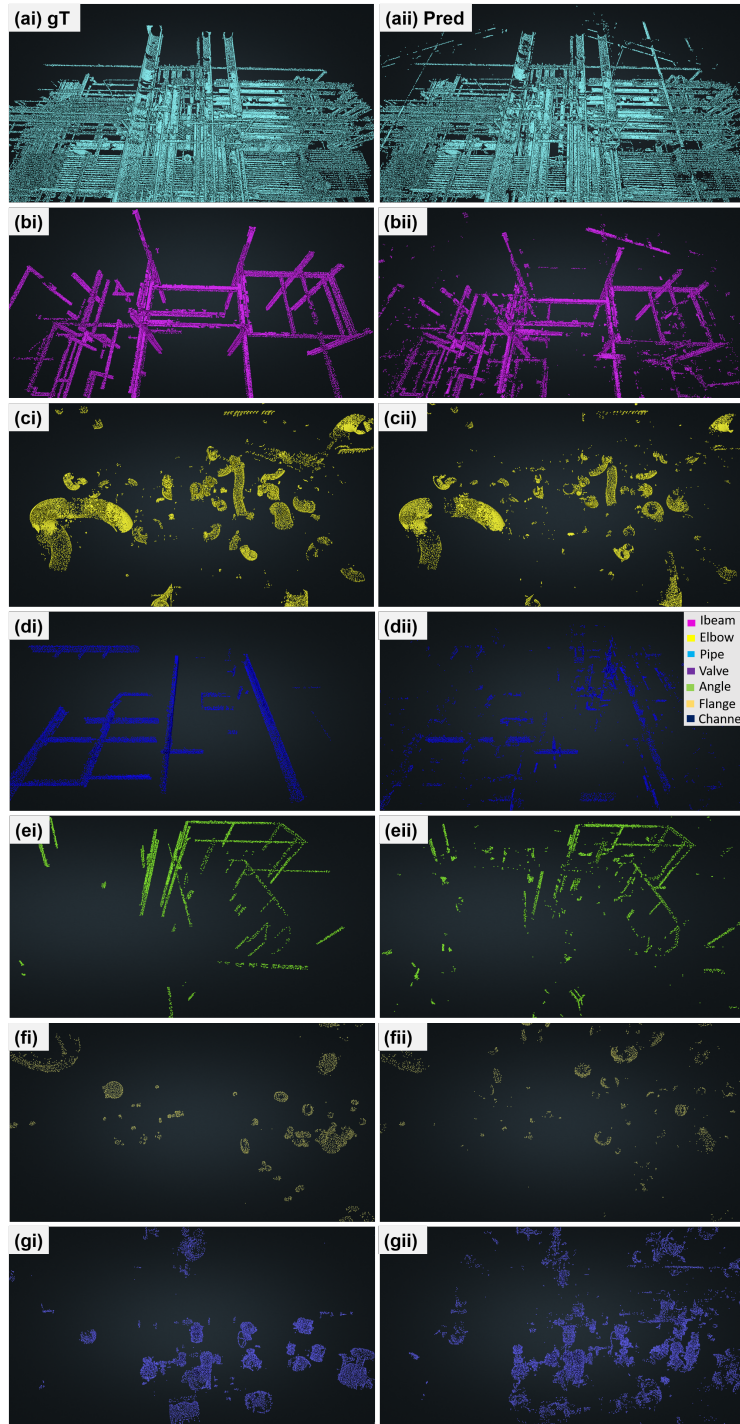 (ai) gT
(aii) Pred
(bi)
(bii)
(ci)
(cii)
(di)
(dii)
Ibeam
Elbow
Pipe
Valve
Angle
Flange
Channe
(ei)
(eii)
(fi)
(fii)
(gi)
(gii)